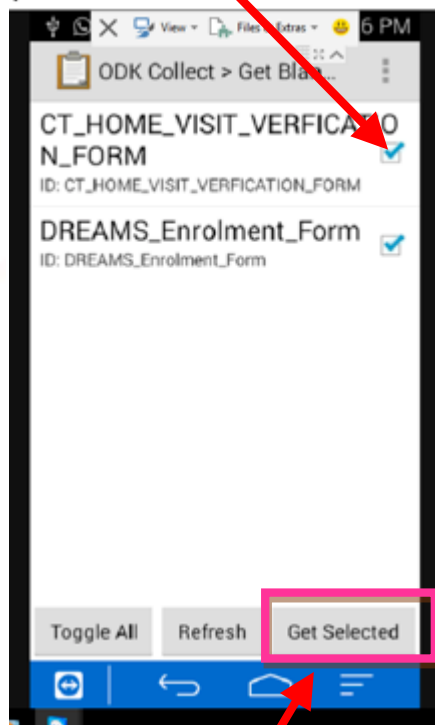 View Files Extras 6 PM
ODK Collect > Get Blan...
CT_HOME_VISIT_VERFICATIO
N_FORM
ID: CT_HOME_VISIT_VERFICATION_FORM
DREAMS_Enrolment_Form
ID: DREAMS_Enrolment_Form
Toggle All Refresh Get Selected